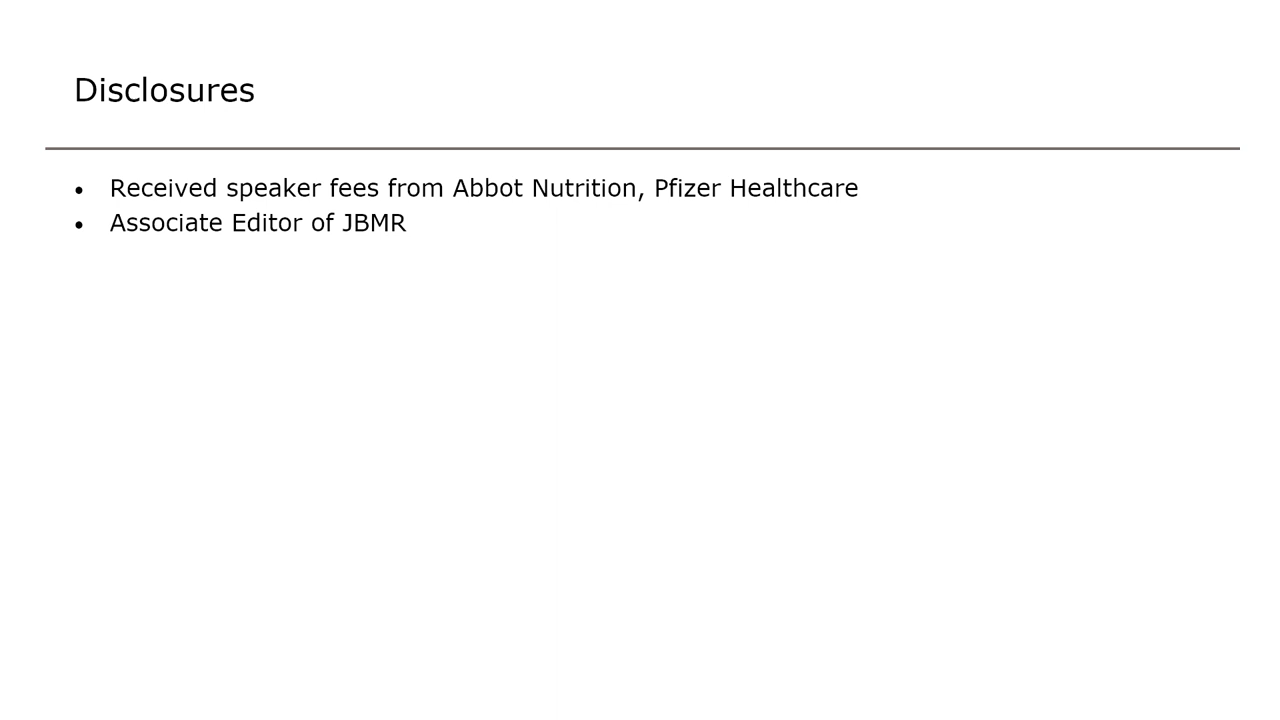 Disclosures
• Received speaker fees from Abbot Nutrition, Pfizer Healthcare
• Associate Editor of JBMR